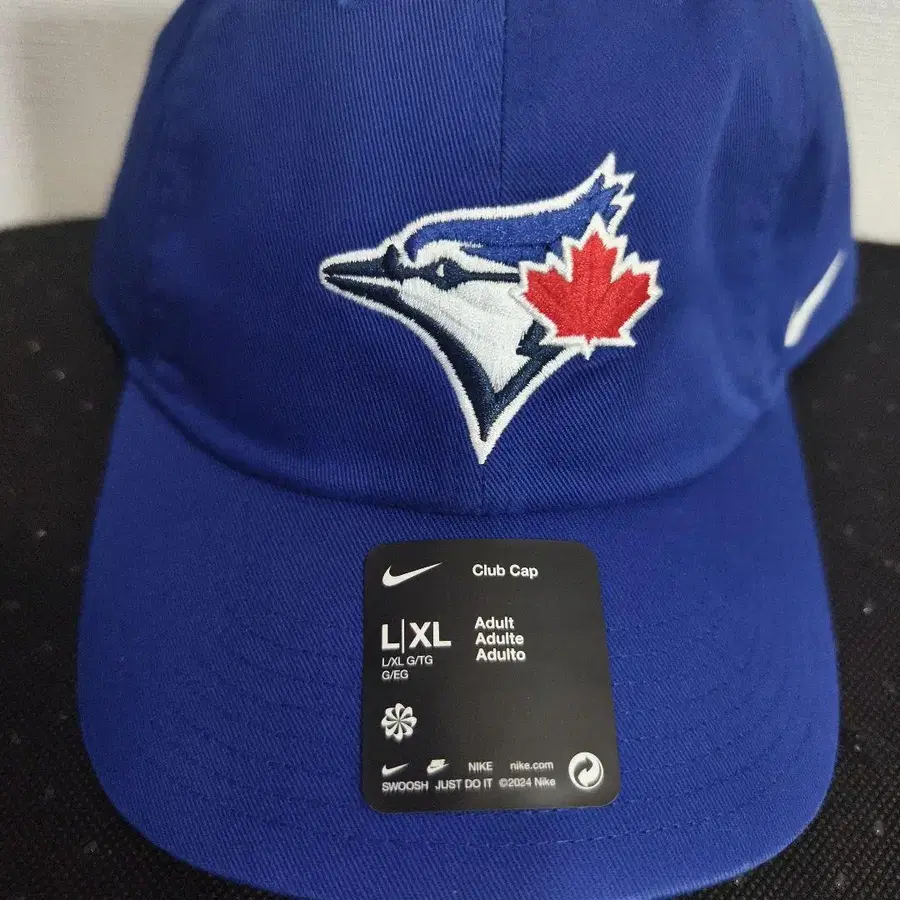 Club Cap
L|XL
L/XL G/TG
G/EG
Adult
Adulte
Adulto
NIKE nike.com
SWOOSH JUST DO IT ©2024 Nike